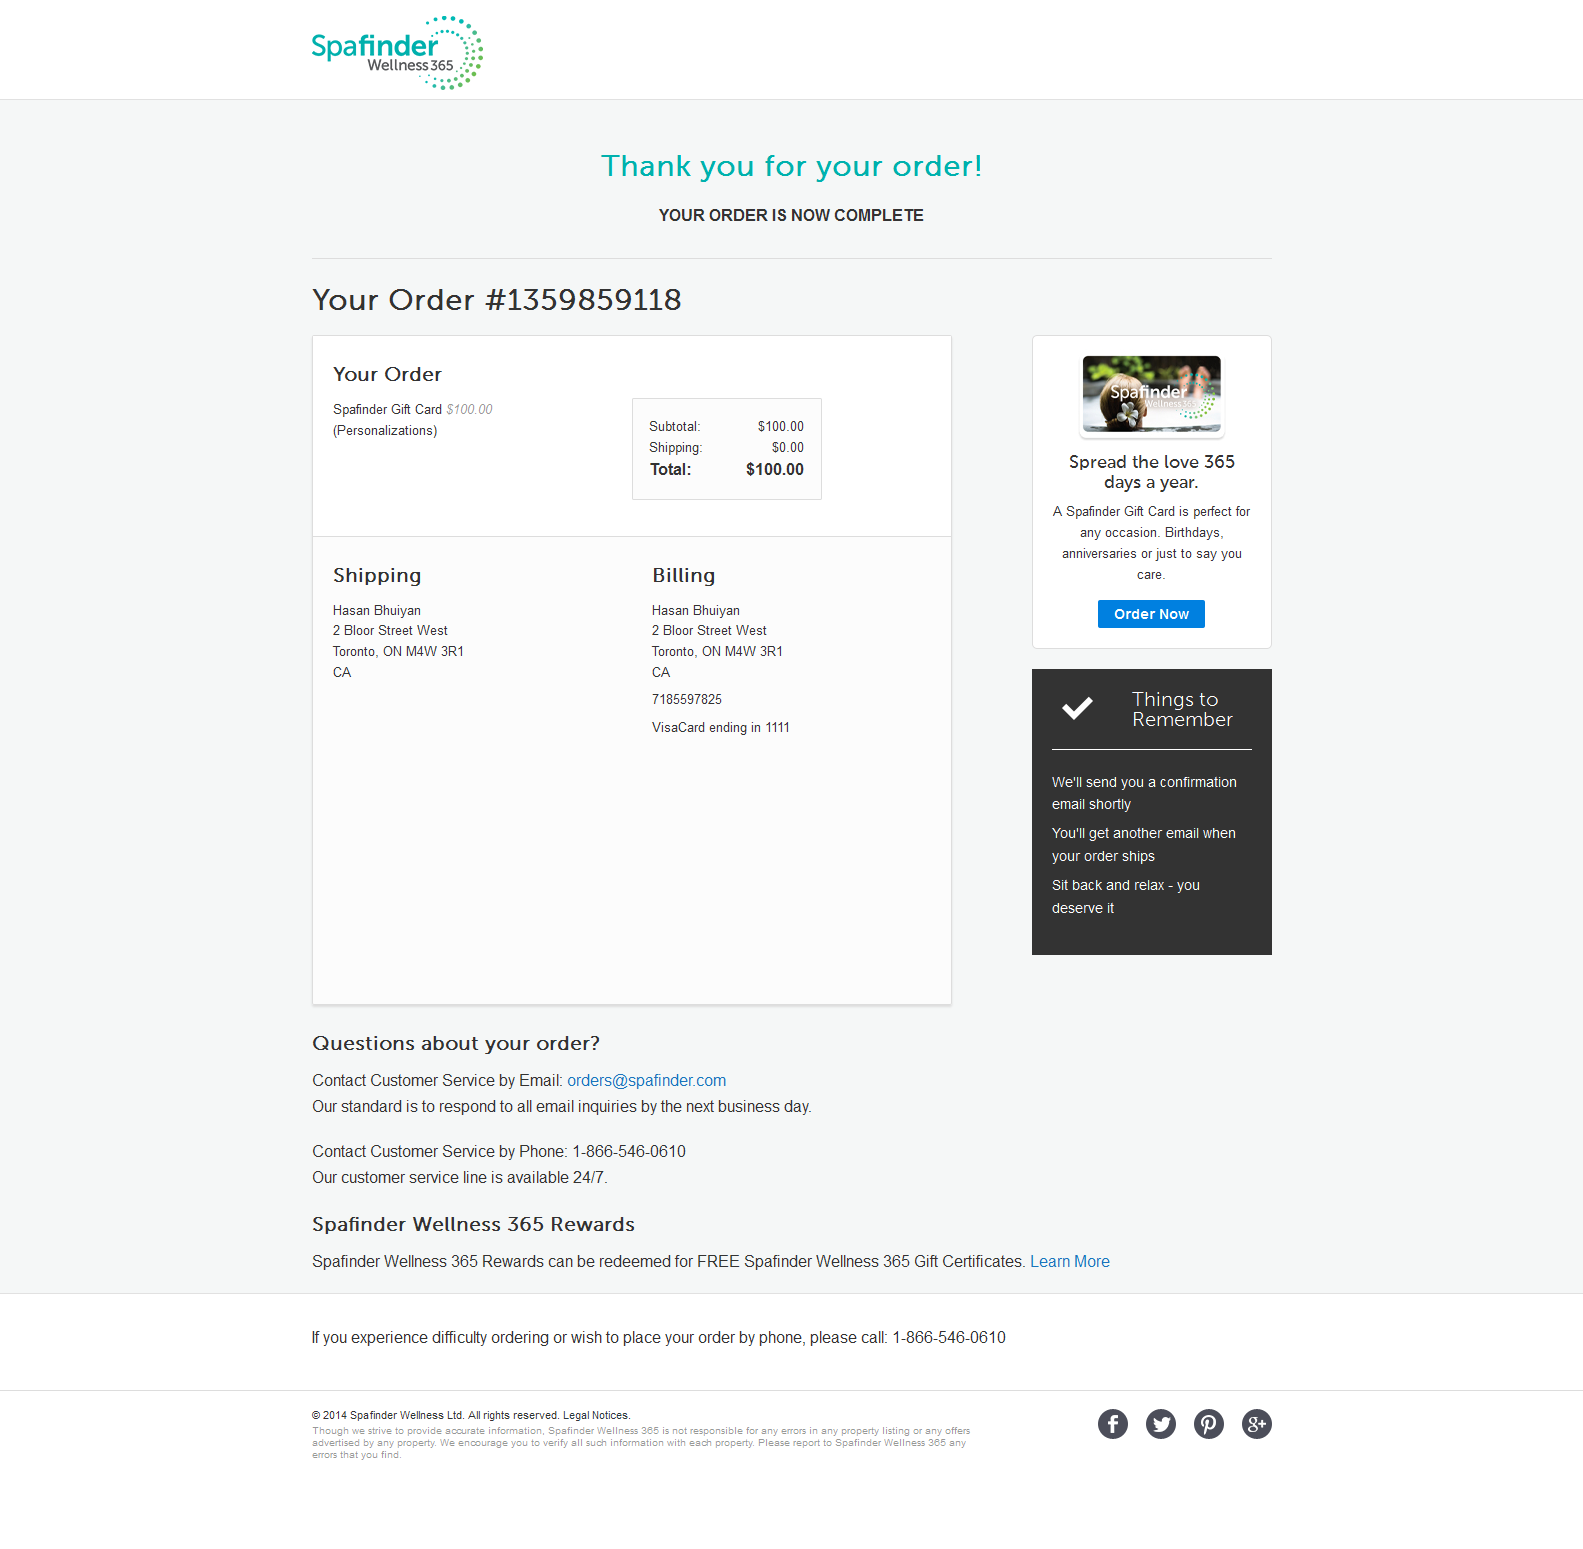 Spafinder
Wellness 365
Thank you for your order!
YOUR ORDER IS NOW COMPLETE
Your Order #1359859118
Your Order
Spafinder Gift Card $100.00
(Personalizations)
Subtotal: $100.00
Shipping: $0.00
Total: $100.00
Shipping
Hasan Bhuiyan
2 Bloor Street West
Toronto, ON M4W 3R1
CA
Billing
Hasan Bhuiyan
2 Bloor Street West
Toronto, ON M4W 3R1
CA
7185597825
VisaCard ending in 1111
Spafinder
Wellness 365
Spread the love 365
days a year.
A Spafinder Gift Card is perfect for
any occasion. Birthdays,
anniversaries or just to say you
care.
Order Now
Things to
Remember
We'll send you a confirmation
email shortly
You'll get another email when
your order ships
Sit back and relax - you
deserve it
Questions about your order?
Contact Customer Service by Email: orders@spafinder.com
Our standard is to respond to all email inquiries by the next business day.
Contact Customer Service by Phone: 1-866-546-0610
Our customer service line is available 24/7.
Spafinder Wellness 365 Rewards
Spafinder Wellness 365 Rewards can be redeemed for FREE Spafinder Wellness 365 Gift Certificates. Learn More
If you experience difficulty ordering or wish to place your order by phone, please call: 1-866-546-0610
© 2014 Spafinder Wellness Ltd. All rights reserved. Legal Notices.
Though we strive to provide accurate information, Spafinder Wellness 365 is not responsible for any errors in any property listing or any offers
advertised by any property. We encourage you to verify all such information with each property. Please report to Spafinder Wellness 365 any
errors that you find.